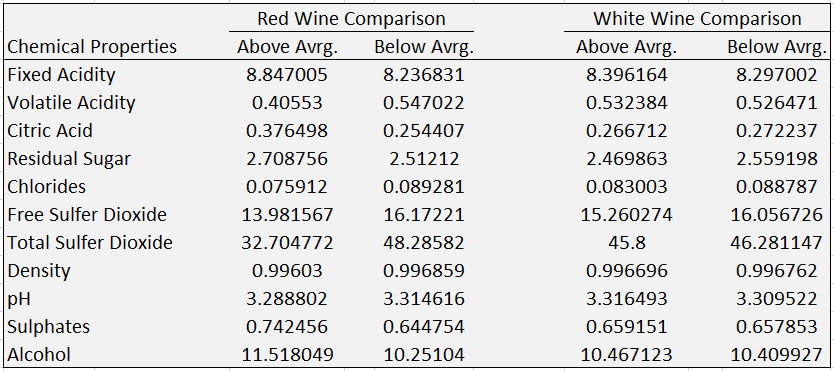 Red Wine Comparison White Wine Comparison
Chemical Properties Above Avrg. Below Avrg. Above Avrg. Below Avrg.
Fixed Acidity 8.847005 8.236831 8.396164 8.297002
Volatile Acidity 0.40553 0.547022 0.532384 0.526471
Citric Acid 0.376498 0.254407 0.266712 0.272237
Residual Sugar 2.708756 2.51212 2.469863 2.559198
Chlorides 0.075912 0.089281 0.083003 0.088787
Free Sulfer Dioxide 13.981567 16.17221 15.260274 16.056726
Total Sulfer Dioxide 32.704772 48.28582 45.8 46.281147
Density 0.99603 0.996859 0.996696 0.996762
pH 3.288802 3.314616 3.316493 3.309522
Sulphates 0.742456 0.644754 0.659151 0.657853
Alcohol 11.518049 10.25104 10.467123 10.409927